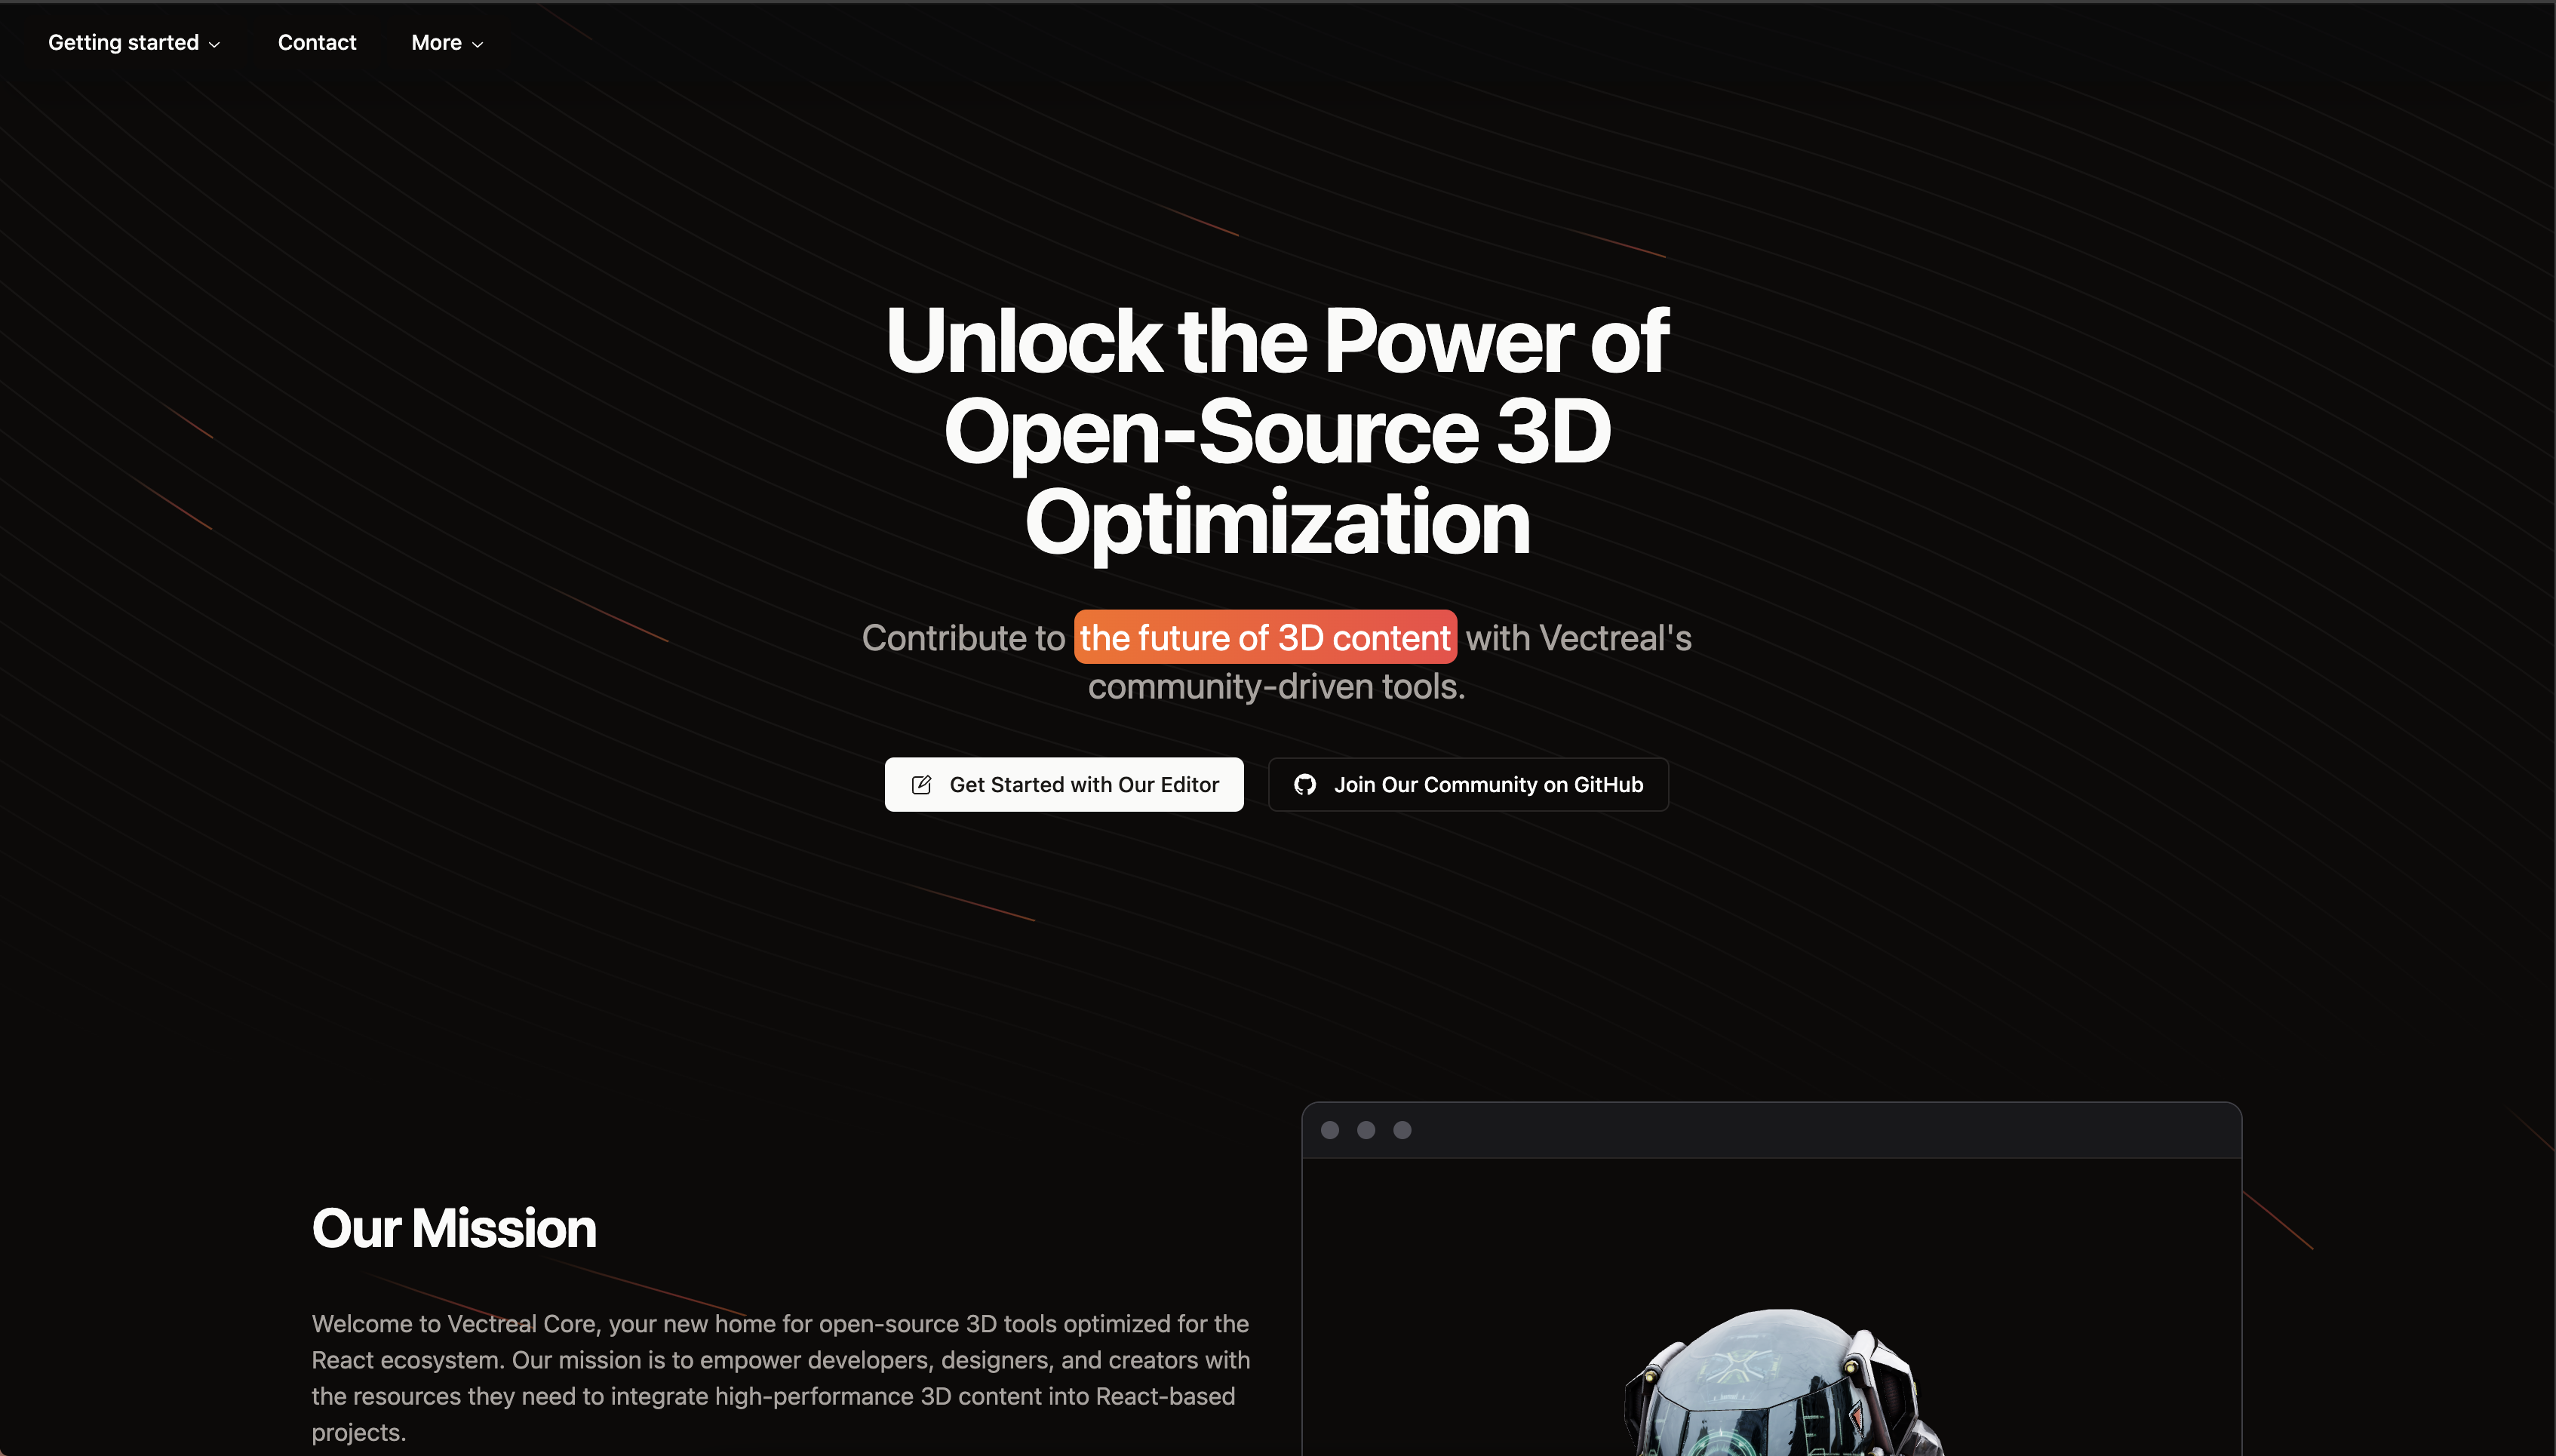 Getting started
Contact
More
Unlock the Power of
Open-Source 3D
Optimization
Contribute to the future of 3D content with Vectreal's
community-driven tools.
Get Started with Our Editor
Join Our Community on GitHub
Our Mission
Welcome to Vectreal Core, your new home for open-source 3D tools optimized for the
React ecosystem. Our mission is to empower developers, designers, and creators with
the resources they need to integrate high-performance 3D content into React-based
projects.